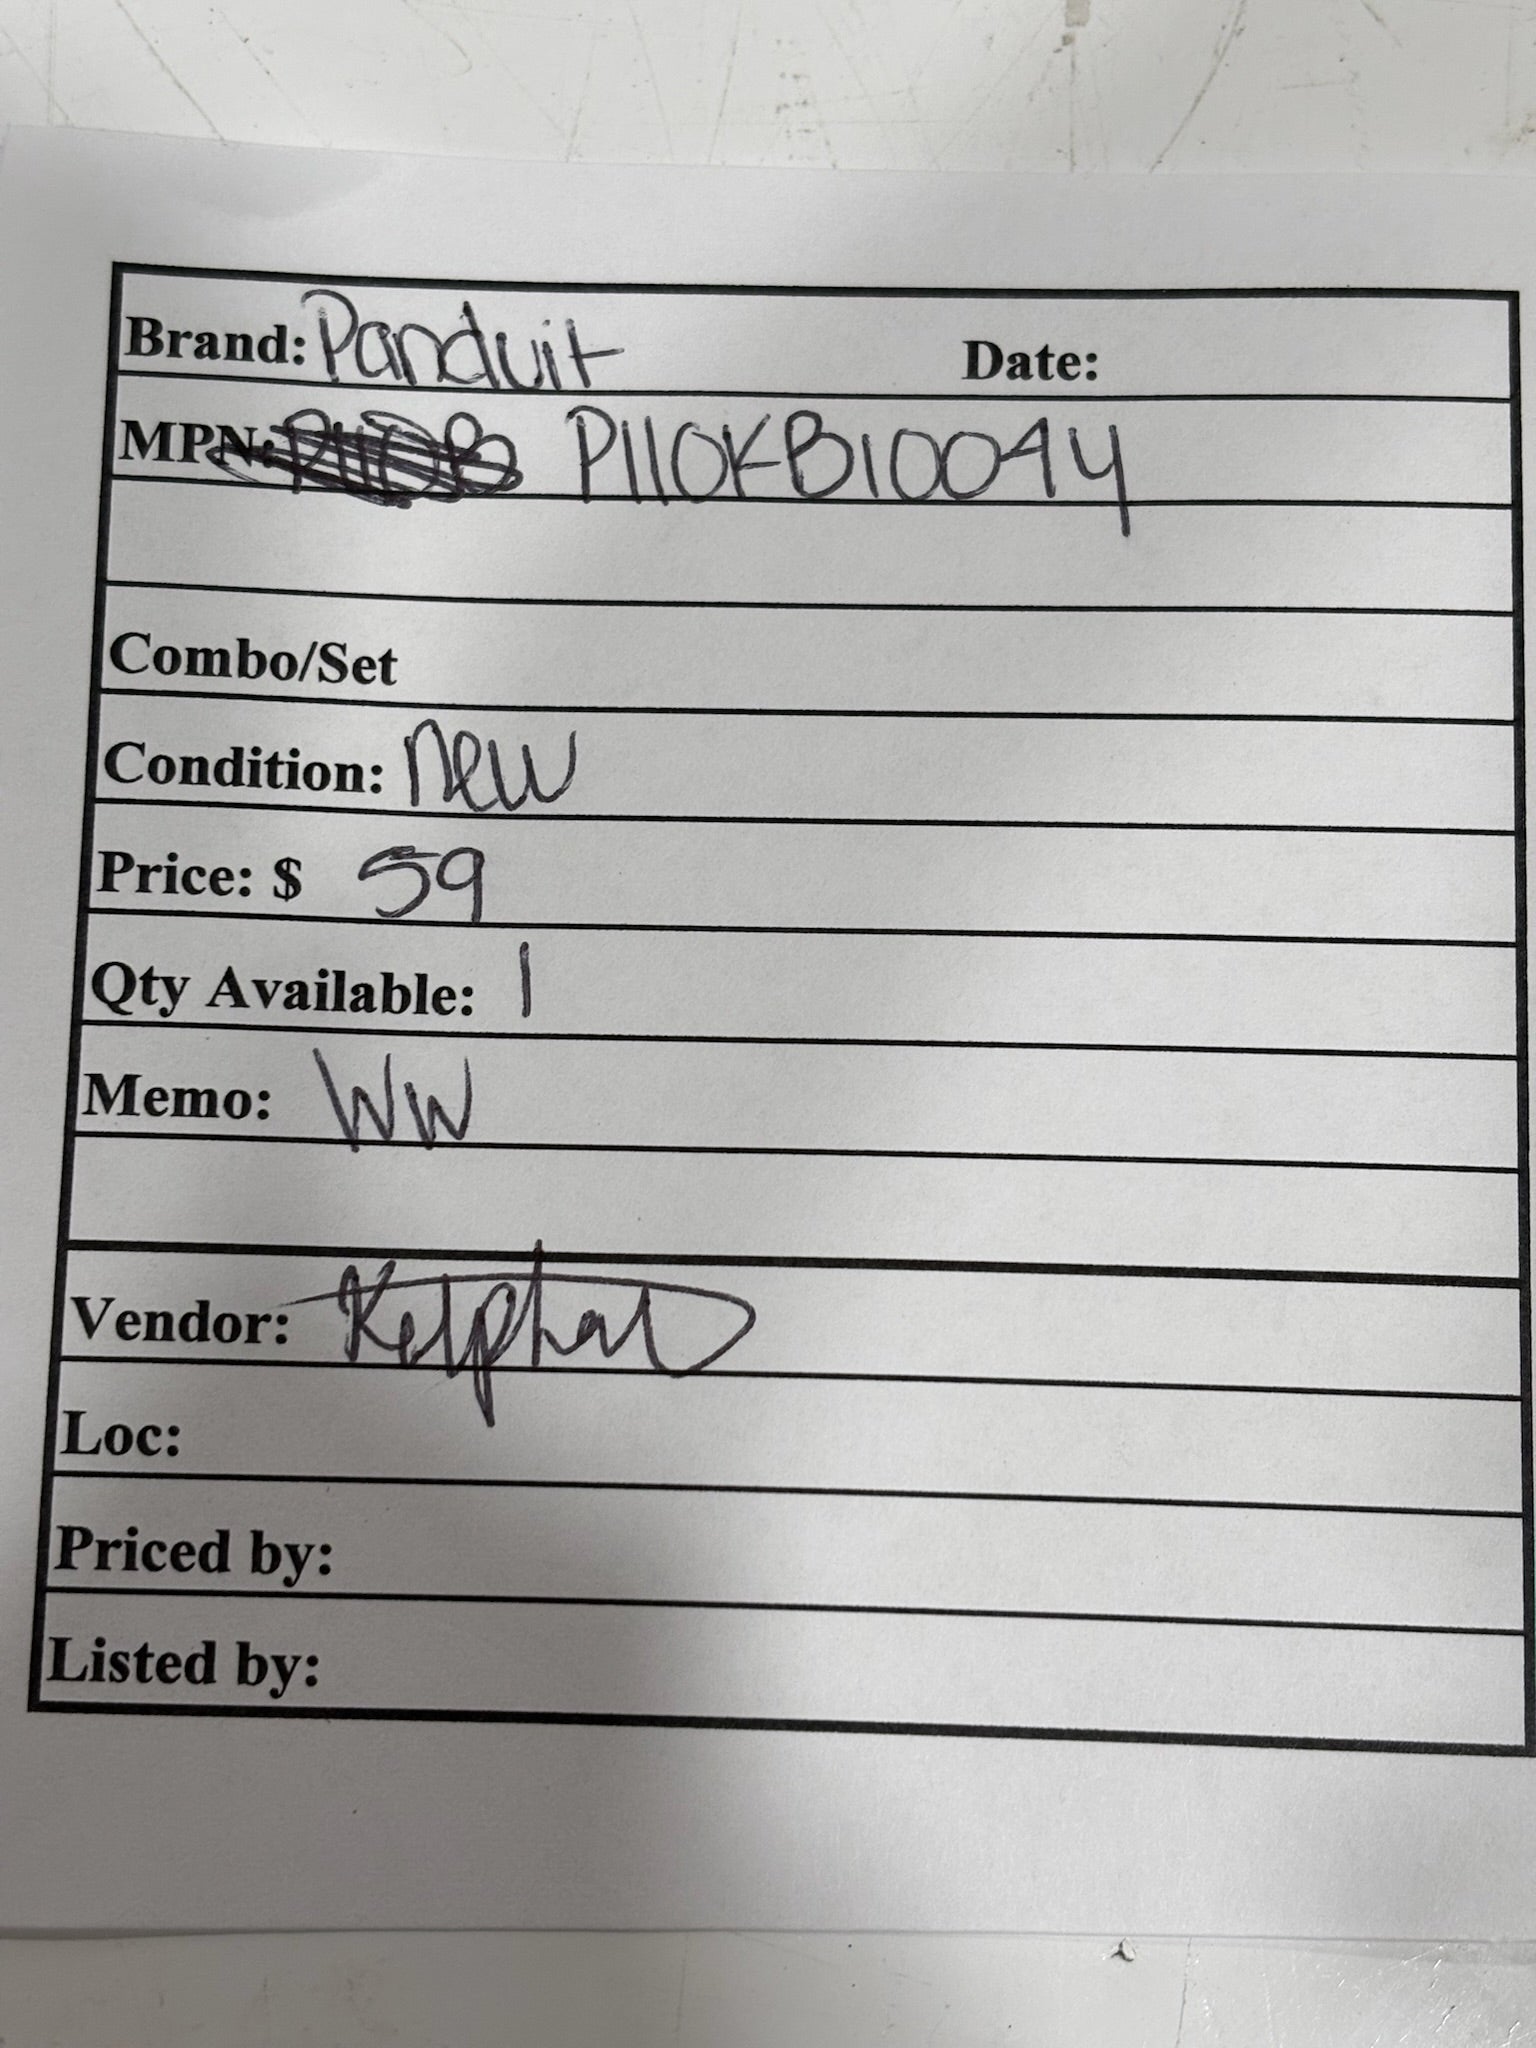 Brand: Panduit Date:
MPN: P110KB1004Y
Combo/Set
Condition: New
Price: $ 59
Qty Available: 1
Memo: WW
Vendor:
Loc:
Priced by:
Listed by: